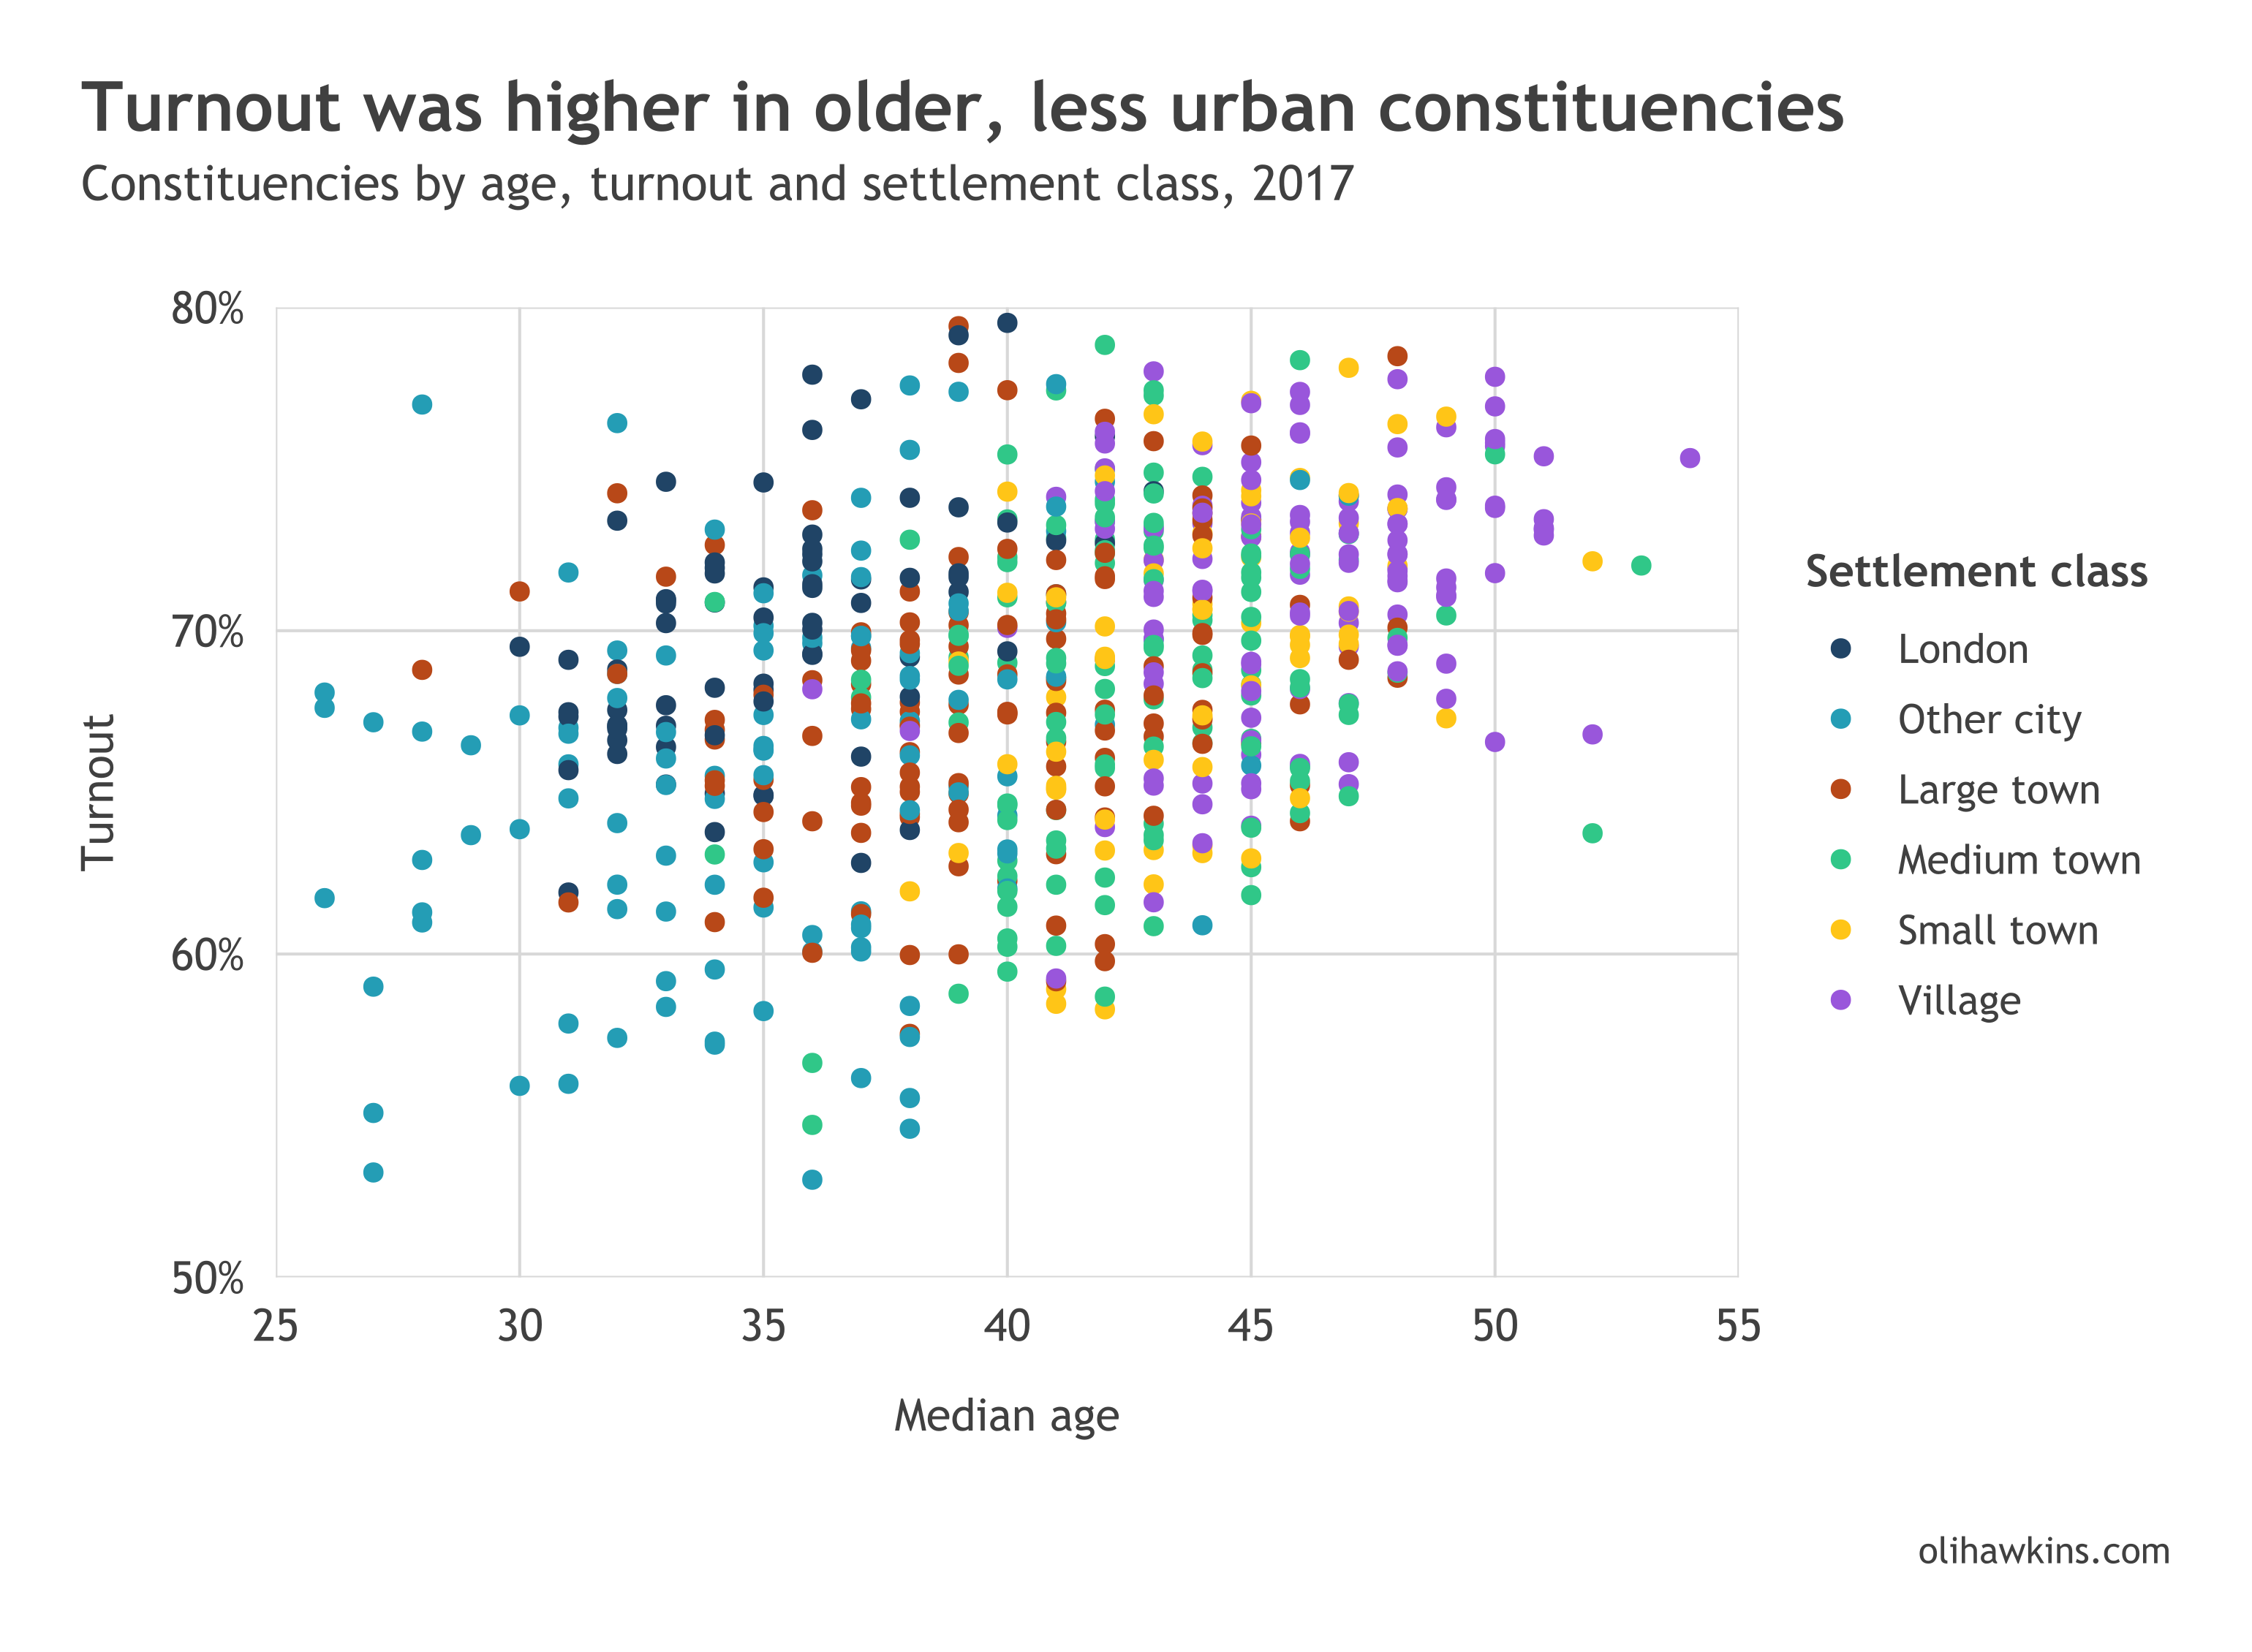 Turnout was higher in older, less urban constituencies
Constituencies by age, turnout and settlement class, 2017
80%
70%
60%
50%
Turnout
25 30 35 40 45 50 55
Median age
Settlement class
London
Other city
Large town
Medium town
Small town
Village
olihawkins.com